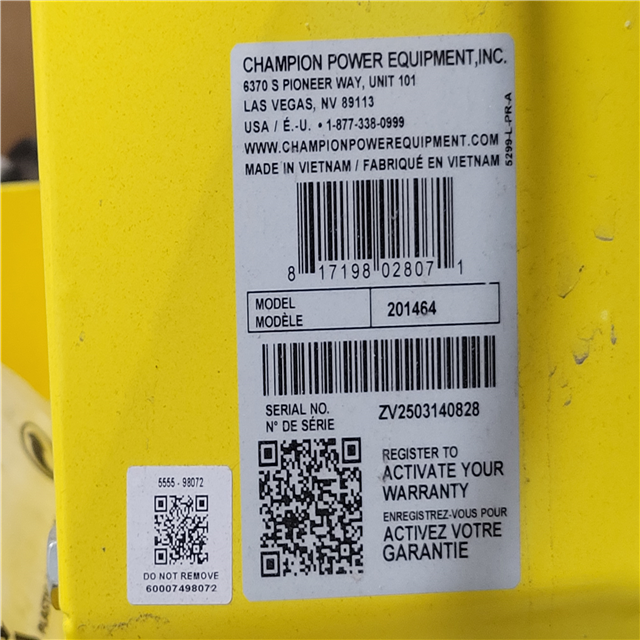 CHAMPION POWER EQUIPMENT,INC.
6370 S PIONEER WAY, UNIT 101
LAS VEGAS, NV 89113
USA / É.-U. • 1-877-338-0999
WWW.CHAMPIONPOWEREQUIPMENT.COM
MADE IN VIETNAM / FABRIQUÉ EN VIETNAM
5299-L-PR-A
8 17198 02807 1
MODEL
MODÈLE
201464
SERIAL NO.
N° DE SÉRIE
ZV2503140828
REGISTER TO
ACTIVATE YOUR
WARRANTY
ENREGISTREZ-VOUS POUR
ACTIVEZ VOTRE
GARANTIE
5555 - 98072
DO NOT REMOVE
60007498072